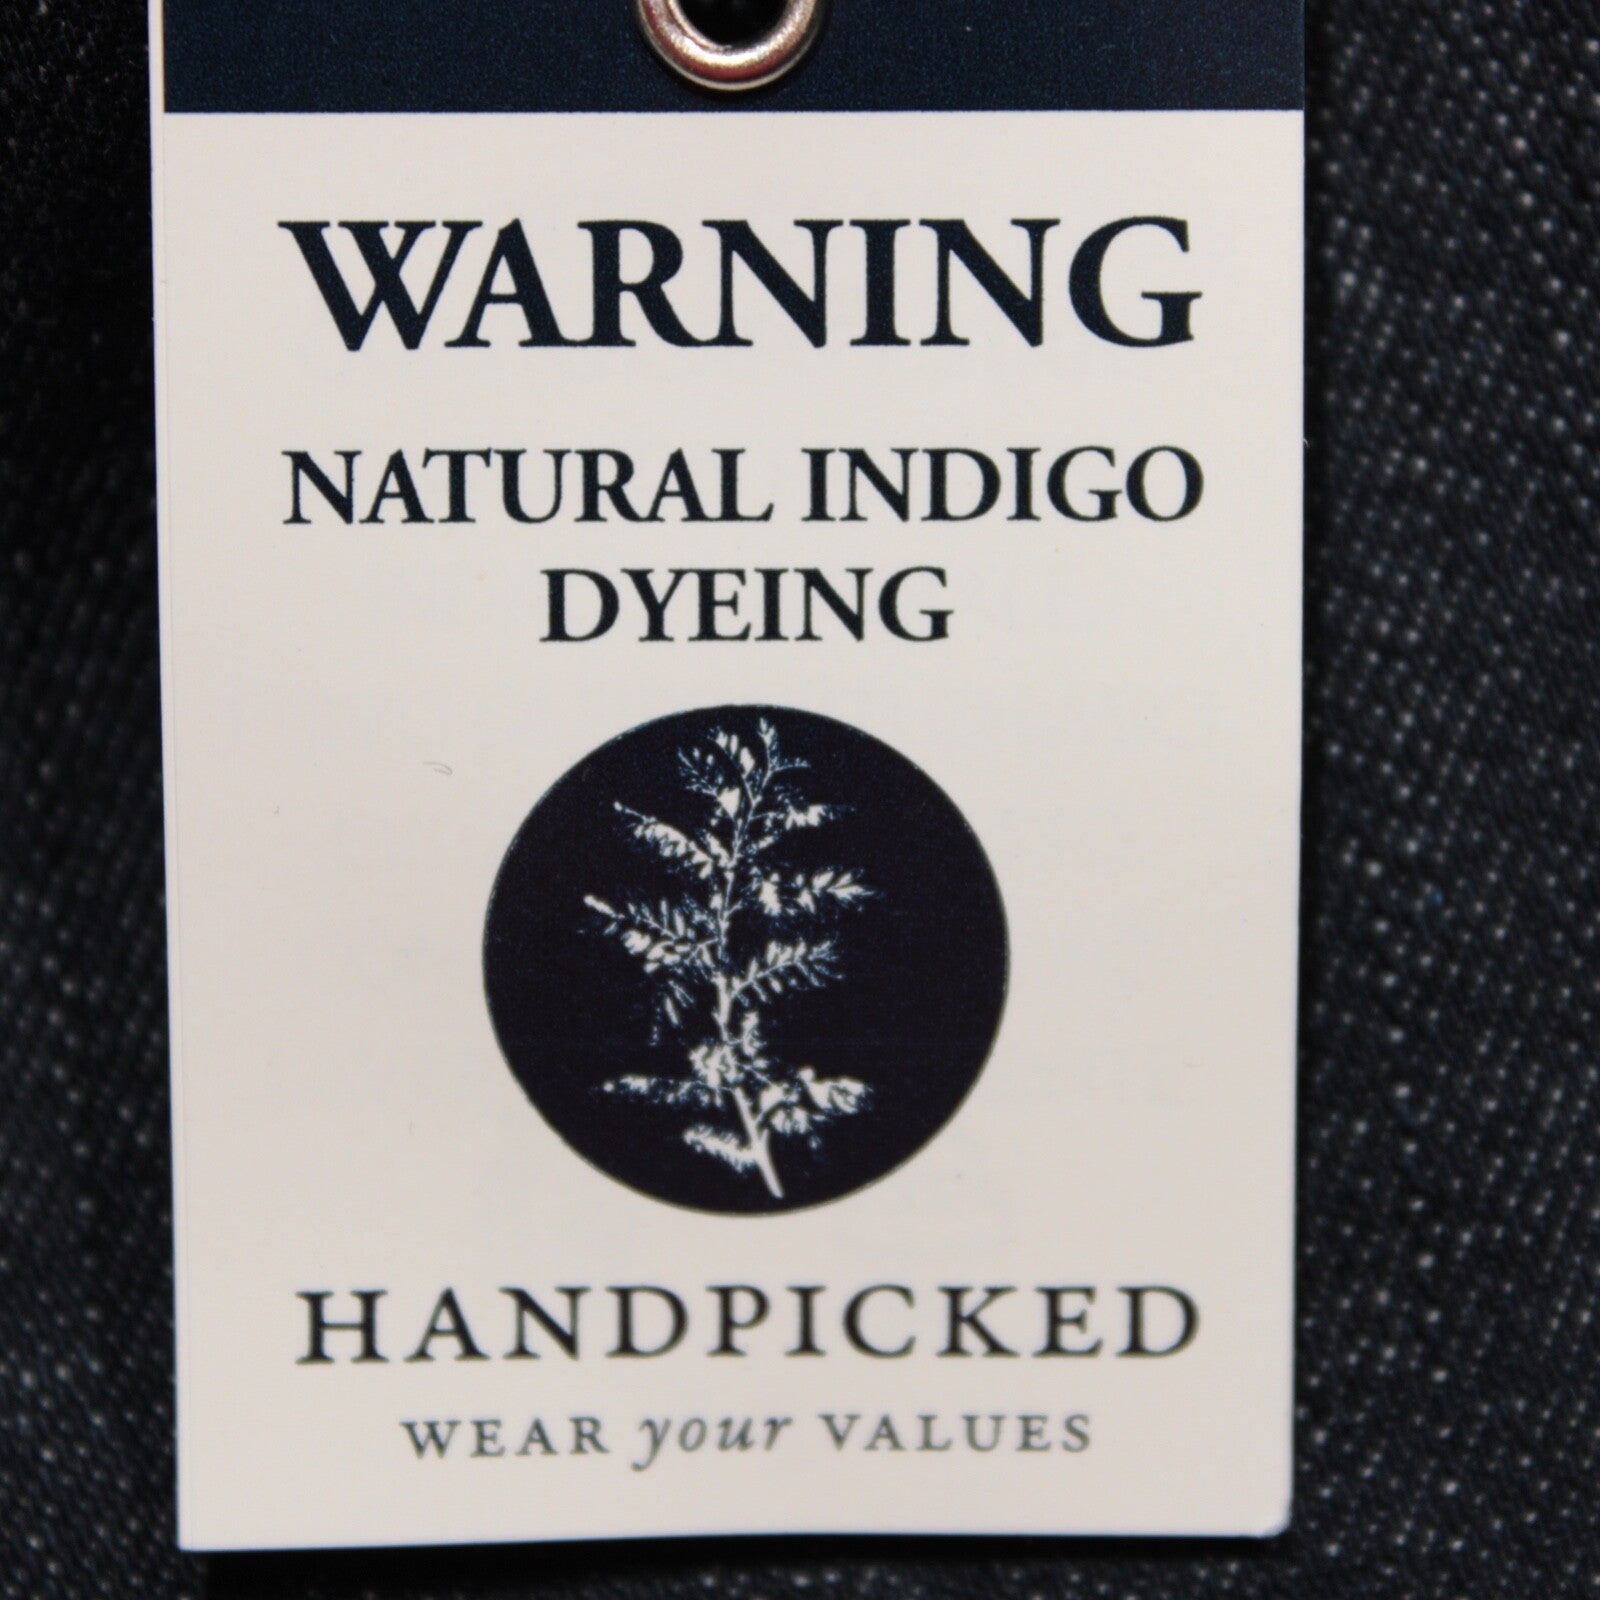 WARNING
NATURAL INDIGO
DYEING
HANDPICKED
WEAR your VALUES